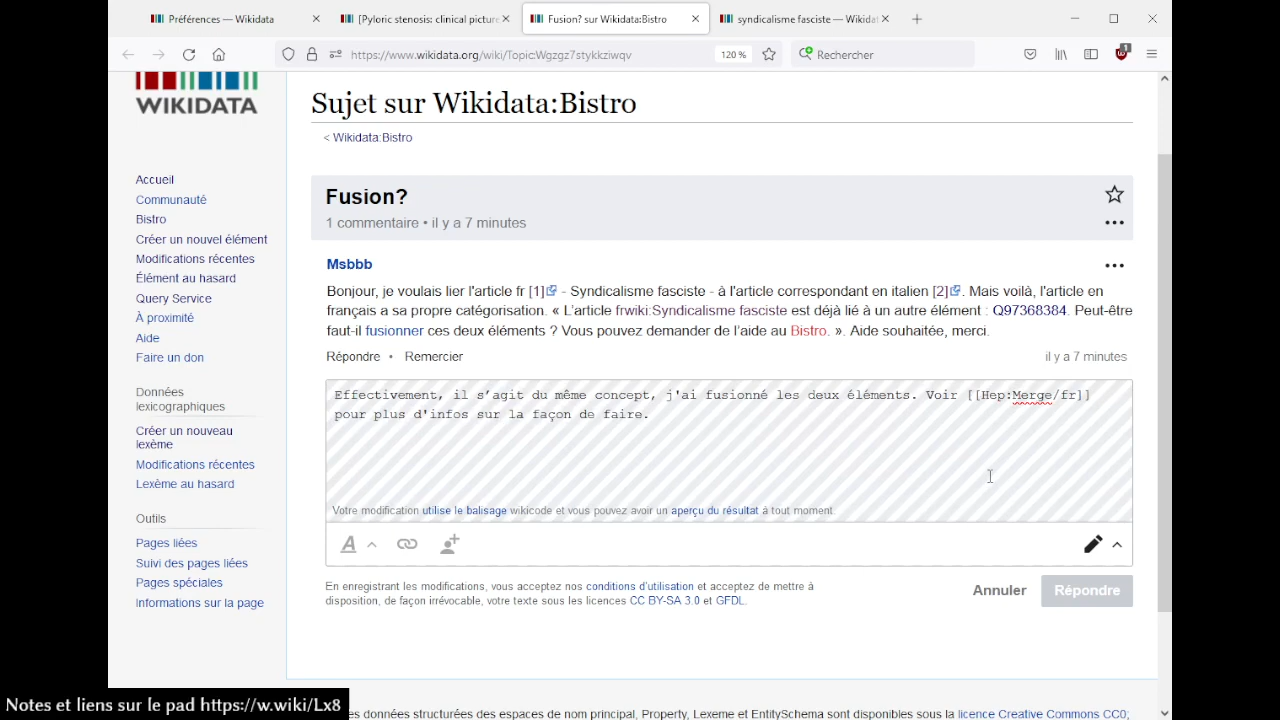 Préférences — Wikidata
[Pyloric stenosis: clinical picture
Fusion? sur Wikidata:Bistro
syndicalisme fasciste — Wikidat
https://www.wikidata.org/wiki/Topic:Wgzgz7stykkziwqv
120 %
Rechercher
1
WIKIDATA
Sujet sur Wikidata:Bistro
< Wikidata:Bistro
Accueil
Communauté
Bistro
Créer un nouvel élément
Modifications récentes
Élément au hasard
Query Service
À proximité
Aide
Faire un don
Données
lexicographiques
Créer un nouveau
lexème
Modifications récentes
Lexème au hasard
Outils
Pages liées
Suivi des pages liées
Pages spéciales
Informations sur la page
Fusion?
1 commentaire • il y a 7 minutes
Msbbb
Bonjour, je voulais lier l'article fr [1] - Syndicalisme fasciste - à l'article correspondant en italien [2]. Mais voilà, l'article en
français a sa propre catégorisation. « L’article frwiki:Syndicalisme fasciste est déjà lié à un autre élément : Q97368384. Peut-être
faut-il fusionner ces deux éléments ? Vous pouvez demander de l’aide au Bistro. ». Aide souhaitée, merci.
Répondre • Remercier
il y a 7 minutes
Effectivement, il s’agit du même concept, j'ai fusionné les deux éléments. Voir [[Hep:Merge/fr]]
pour plus d'infos sur la façon de faire.
Votre modification utilise le balisage wikicode et vous pouvez avoir un aperçu du résultat à tout moment.
A
En enregistrant les modifications, vous acceptez nos conditions d’utilisation et acceptez de mettre à
disposition, de façon irrévocable, votre texte sous les licences CC BY-SA 3.0 et GFDL.
Annuler
Répondre
Notes et liens sur le pad https://w.wiki/Lx8
es données structurées des espaces de nom principal, Property, Lexeme et EntitySchema sont disponibles sous la licence Creative Commons CC0;